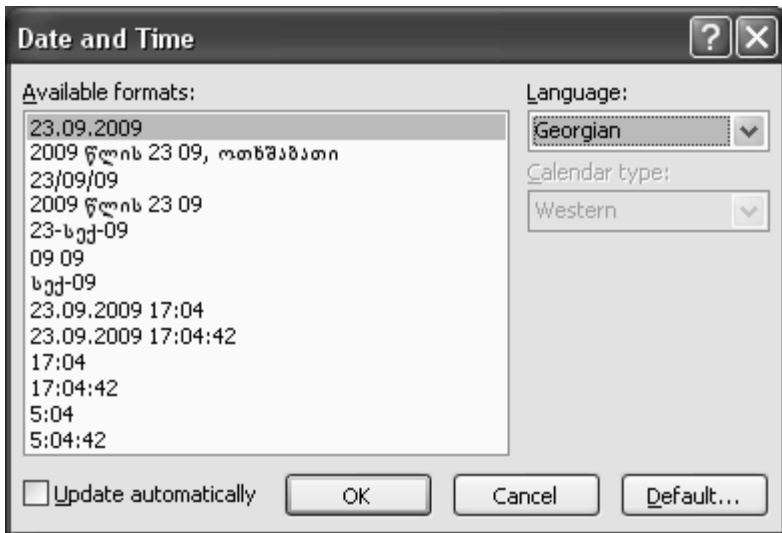 Date and Time
Available formats:
23.09.2009
2009 წლის 23 09, ოთხშაბათი
23/09/09
2009 წლის 23 09
23-სექ-09
09 09
სექ-09
23.09.2009 17:04
23.09.2009 17:04:42
17:04
17:04:42
5:04
5:04:42
Language:
Georgian
Calendar type:
Western
Update automatically
OK
Cancel
Default...